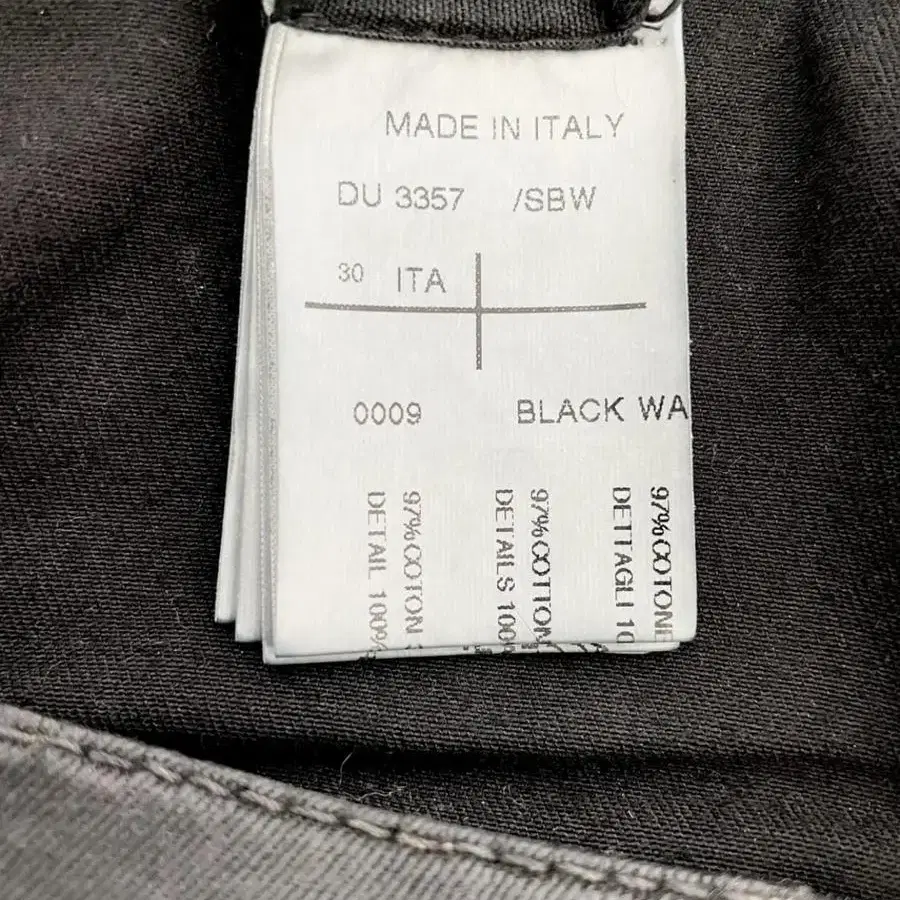 MADE IN ITALY
DU 3357 /SBW
30 ITA
0009 BLACK WA
97%COTONE
DETTAGLI 10
97%COTTON
DETAILS 100
97%COTON
DETAIL 100%